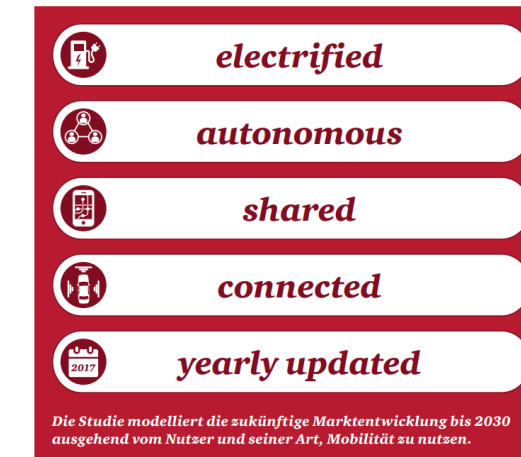 electrified
autonomous
shared
connected
2017
yearly updated
Die Studie modelliert die zukünftige Marktentwicklung bis 2030
ausgehend vom Nutzer und seiner Art, Mobilität zu nutzen.